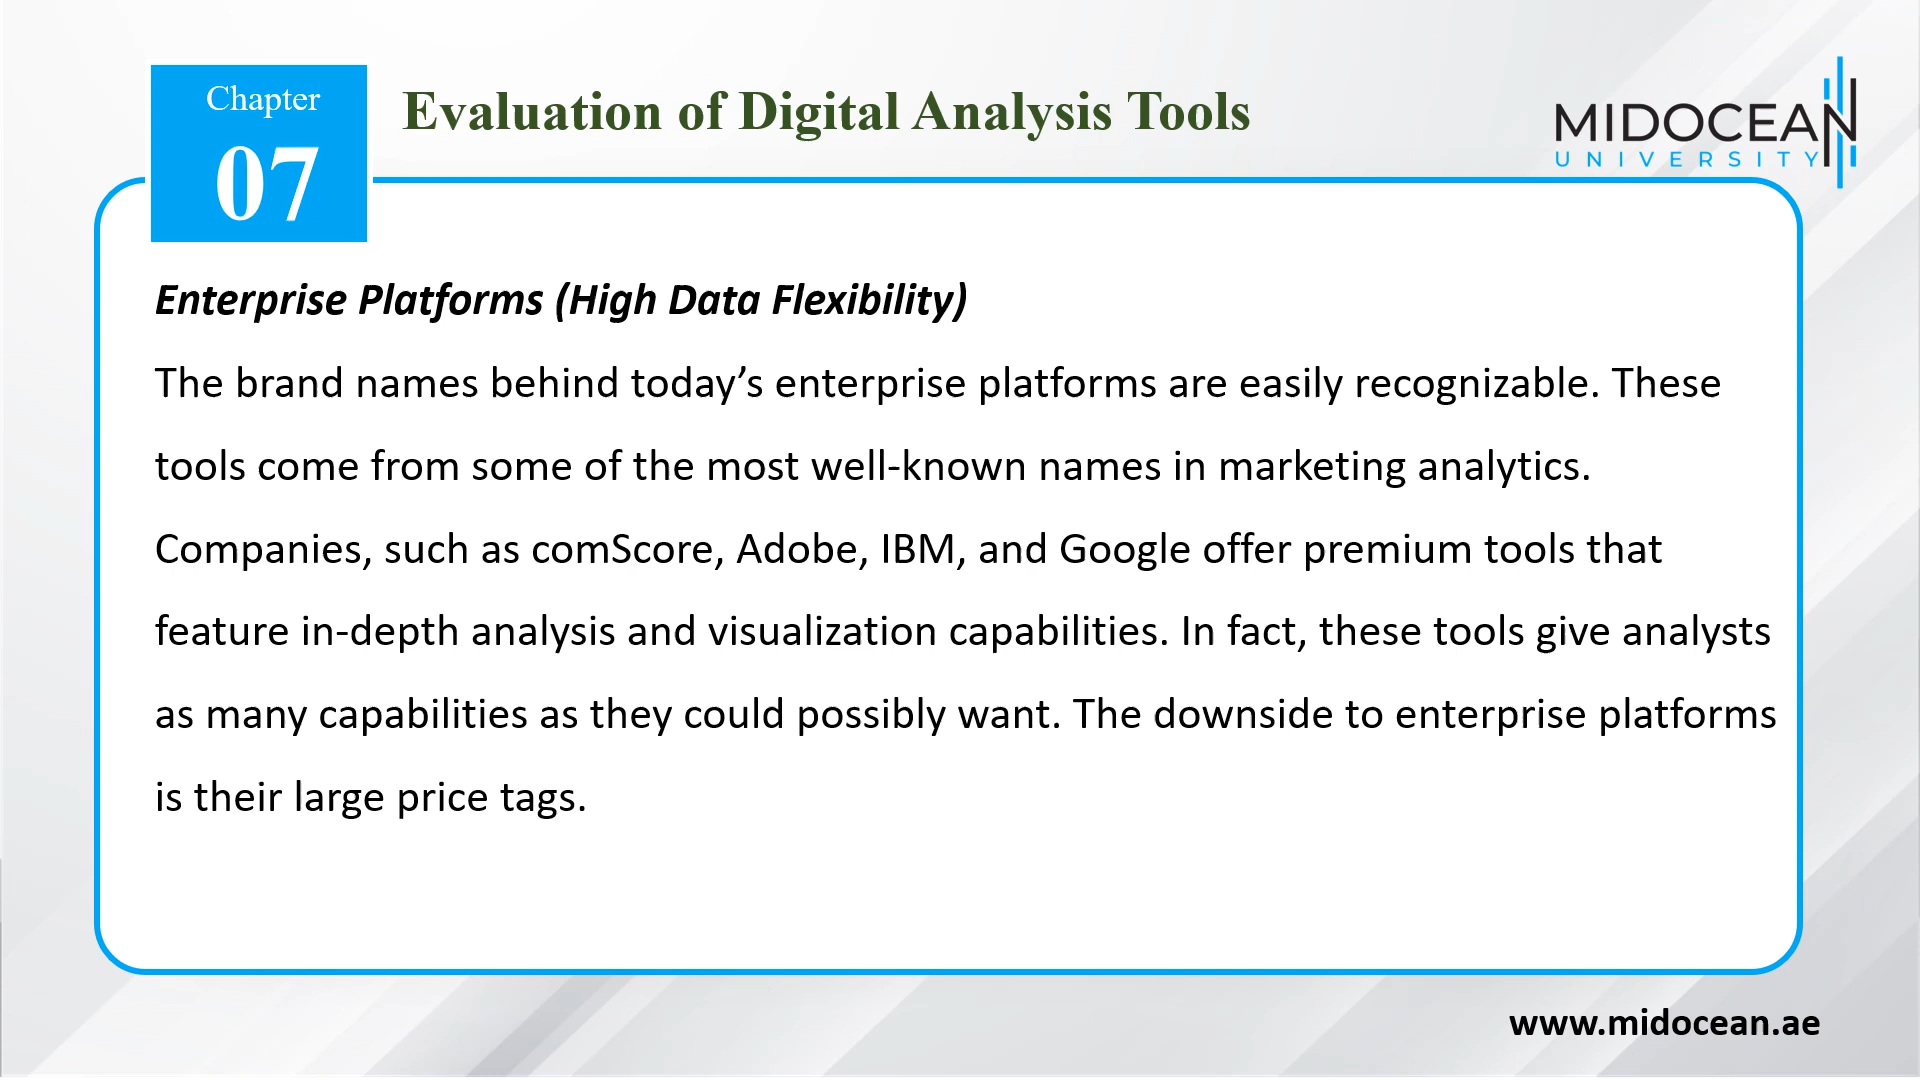 Chapter
07
Evaluation of Digital Analysis Tools
MIDOCEAN
UNIVERSITY
Enterprise Platforms (High Data Flexibility)
The brand names behind today’s enterprise platforms are easily recognizable. These
tools come from some of the most well-known names in marketing analytics.
Companies, such as comScore, Adobe, IBM, and Google offer premium tools that
feature in-depth analysis and visualization capabilities. In fact, these tools give analysts
as many capabilities as they could possibly want. The downside to enterprise platforms
is their large price tags.
www.midocean.ae